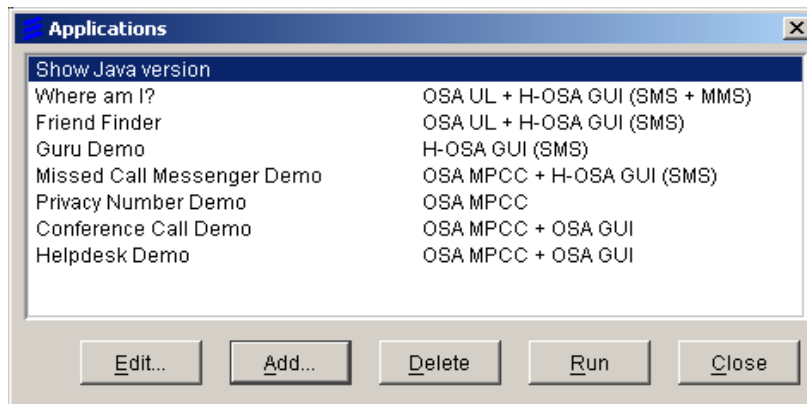 Applications
Show Java version
Where am I? OSA UL + H-OSA GUI (SMS + MMS)
Friend Finder OSA UL + H-OSA GUI (SMS)
Guru Demo H-OSA GUI (SMS)
Missed Call Messenger Demo OSA MPCC + H-OSA GUI (SMS)
Privacy Number Demo OSA MPCC
Conference Call Demo OSA MPCC + OSA GUI
Helpdesk Demo OSA MPCC + OSA GUI
Edit... Add... Delete Run Close